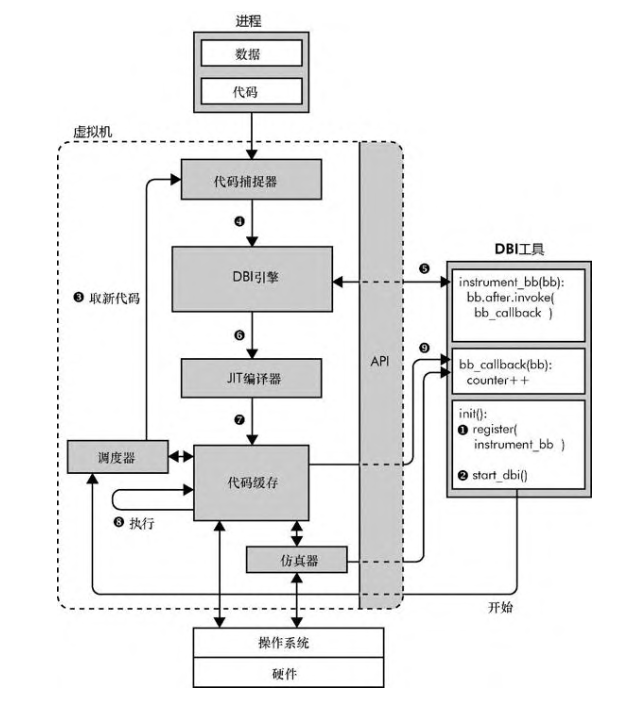 进程
数据
代码
虚拟机
代码捕捉器
❹
DBI工具
DBI引擎
❺
instrument_bb(bb):
bb.after.invoke(
bb_callback )
❸ 取新代码
❻
API
❾
bb_callback(bb):
counter++
JIT编译器
❼
init():
❶ register(
instrument_bb )
❷ start_dbi()
调度器
代码缓存
❽ 执行
仿真器
开始
操作系统
硬件